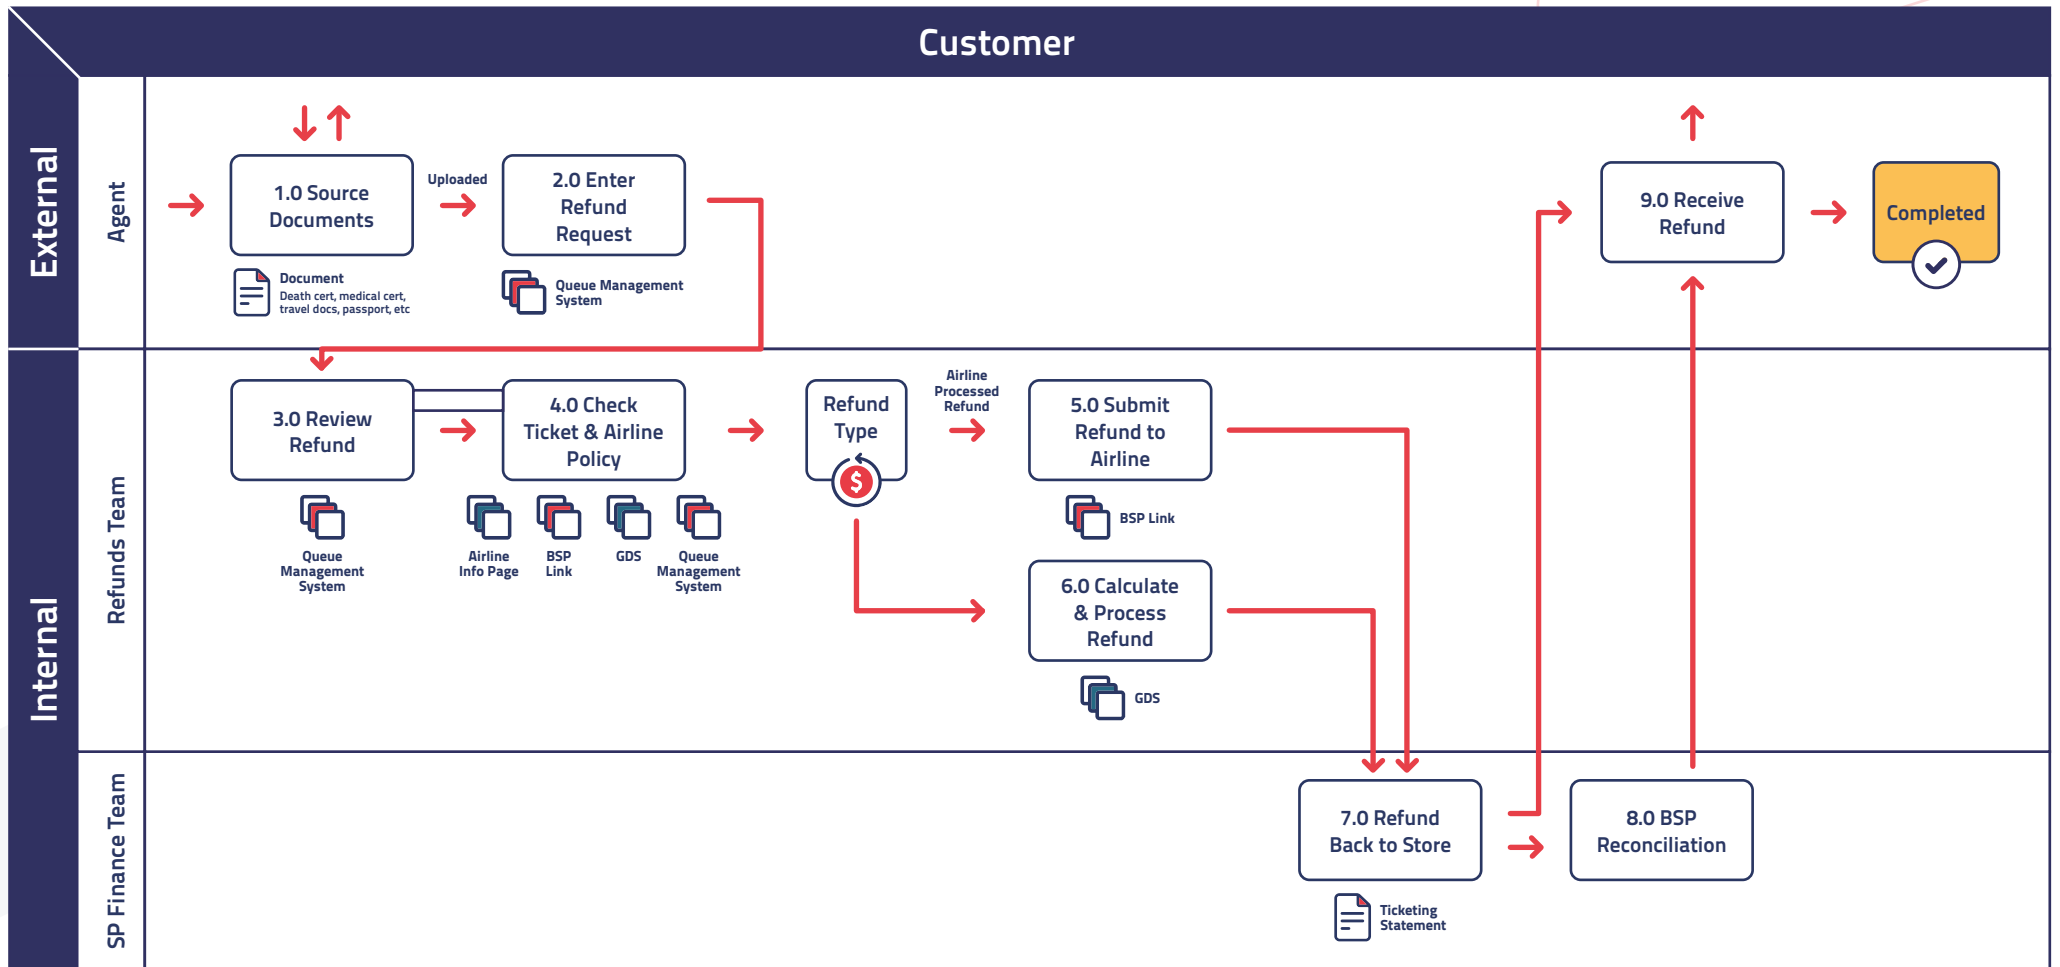 Customer
External
Agent
1.0 Source
Documents
Uploaded
2.0 Enter
Refund
Request
Document
Death cert, medical cert,
travel docs, passport, etc
Queue Management
System
9.0 Receive
Refund
Completed
Internal
Refunds Team
3.0 Review
Refund
Queue
Management
System
4.0 Check
Ticket & Airline
Policy
Airline
Info Page
BSP
Link
GDS
Queue
Management
System
Refund
Type
$
Airline
Processed
Refund
5.0 Submit
Refund to
Airline
BSP Link
6.0 Calculate
& Process
Refund
GDS
SP Finance Team
7.0 Refund
Back to Store
Ticketing
Statement
8.0 BSP
Reconciliation